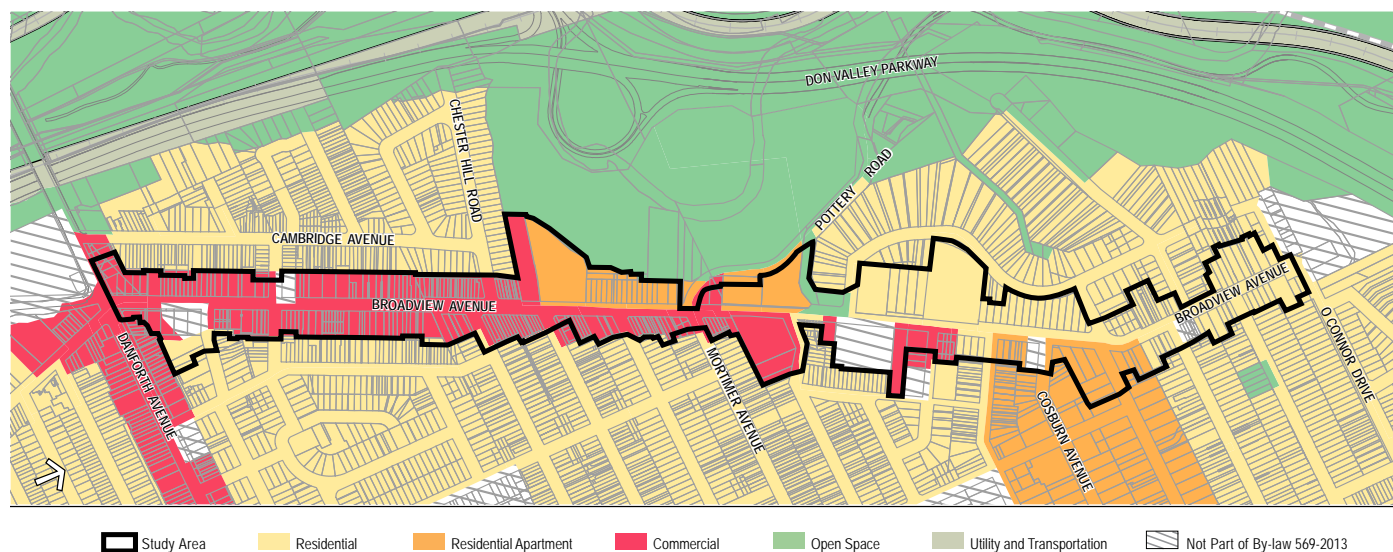 DON VALLEY PARKWAY
CHESTER HILL ROAD
POTTERY ROAD
CAMBRIDGE AVENUE
BROADVIEW AVENUE
BROADVIEW AVENUE
DANFORTH AVENUE
MORTIMER AVENUE
COSBURN AVENUE
O CONNOR DRIVE
Study Area
Residential
Residential Apartment
Commercial
Open Space
Utility and Transportation
Not Part of By-law 569-2013